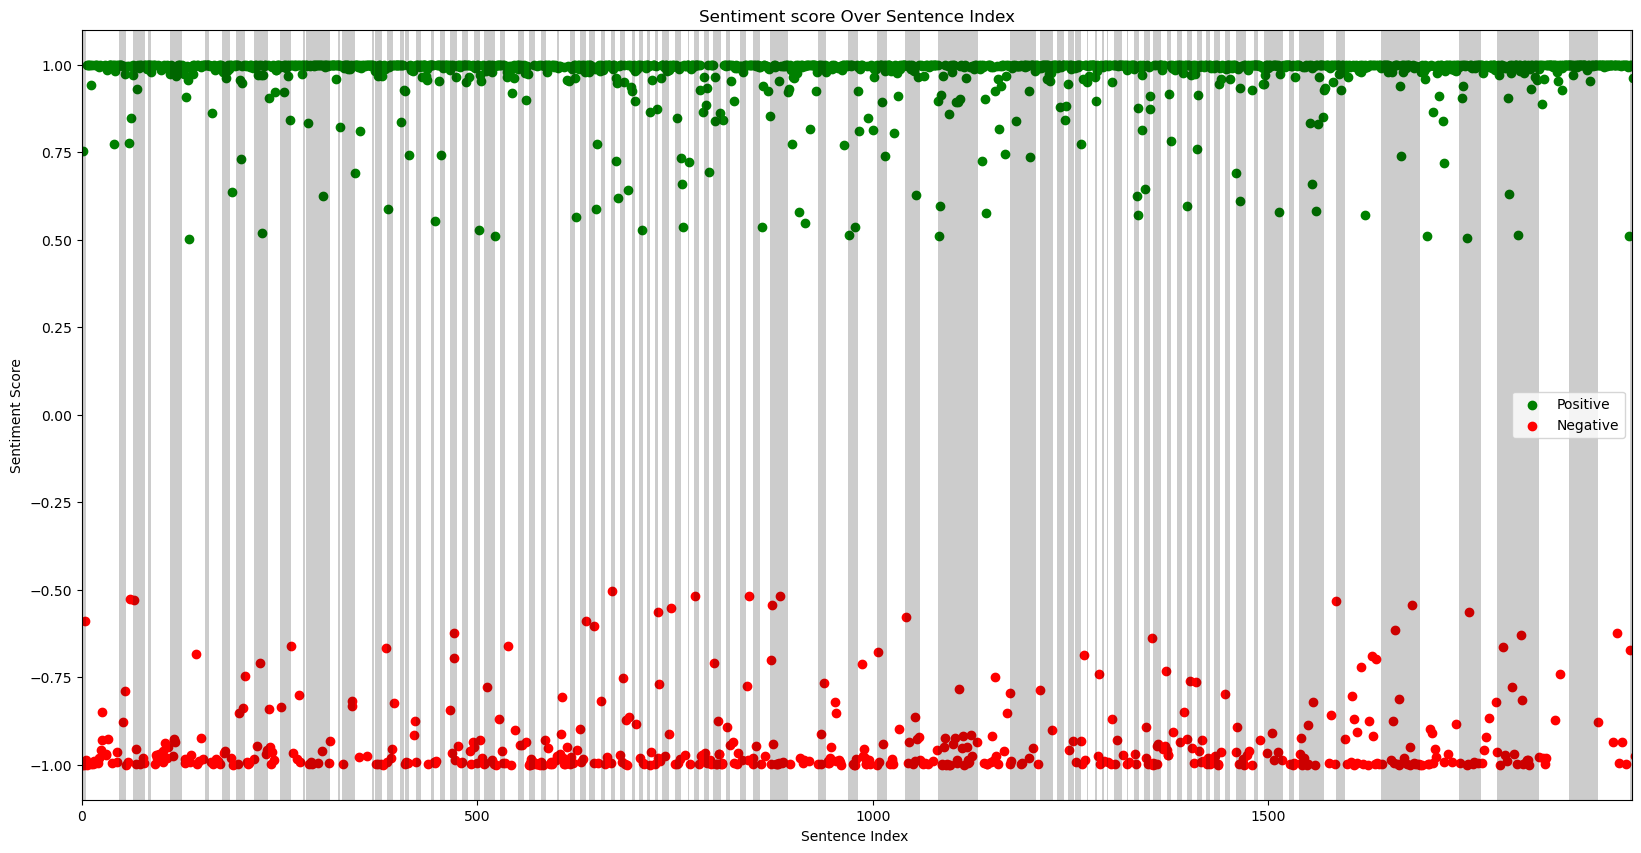 Sentiment score Over Sentence Index
1.00
0.75
0.50
0.25
0.00
−0.25
−0.50
−0.75
−1.00
Sentiment Score
Positive
Negative
0
500
1000
1500
Sentence Index